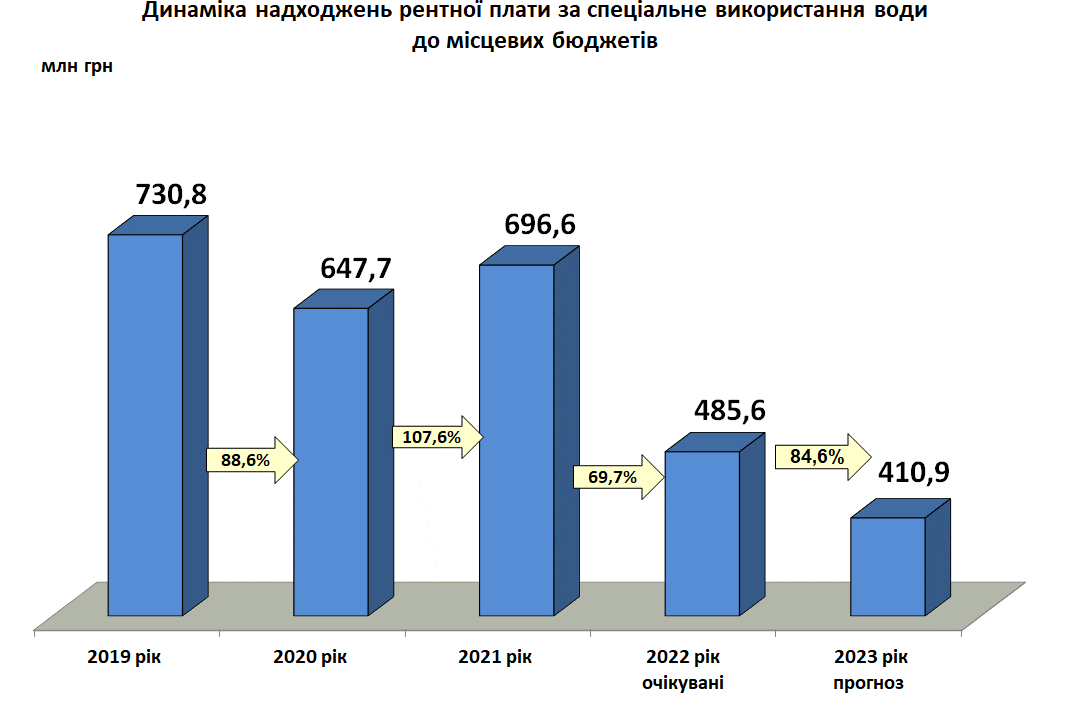 Динаміка надходжень рентної плати за спеціальне використання води
до місцевих бюджетів
млн грн
730,8
647,7
696,6
485,6
410,9
88,6%
107,6%
69,7%
84,6%
2019 рік
2020 рік
2021 рік
2022 рік
очікувані
2023 рік
прогноз